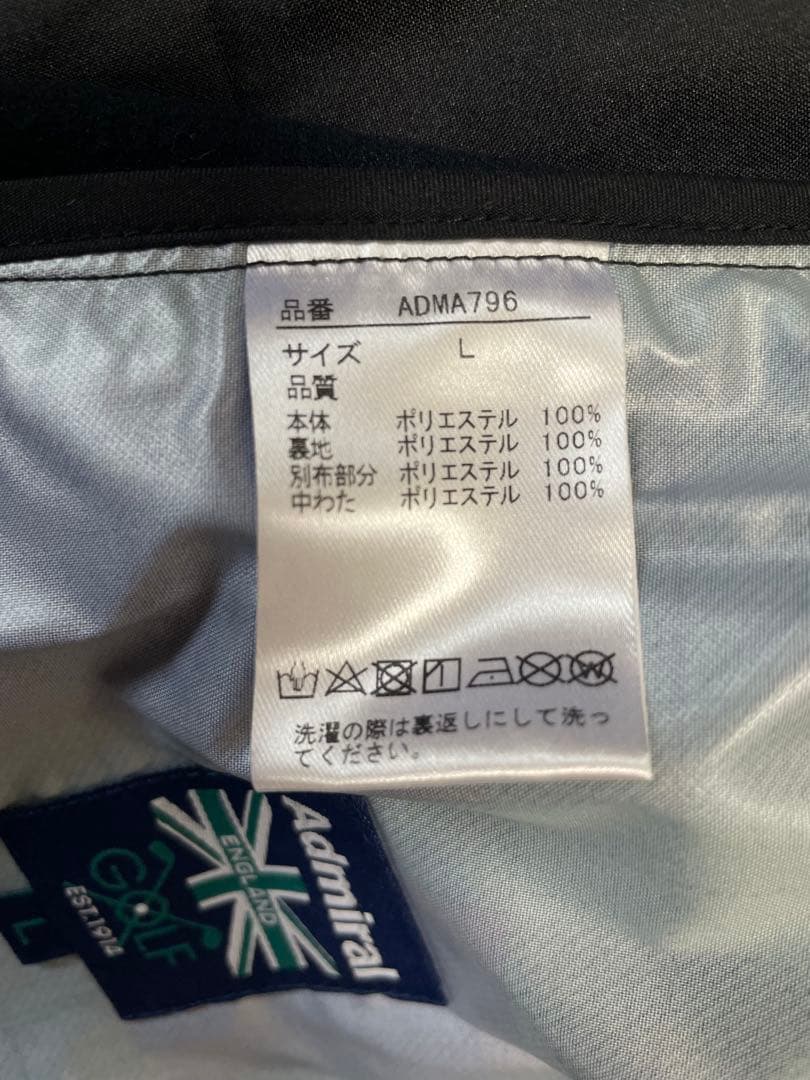 品番 ADMA796
サイズ L
品質
本体 ポリエステル 100%
裏地 ポリエステル 100%
別布部分 ポリエステル 100%
中わた ポリエステル 100%
洗濯の際は裏返しにして洗っ
てください。
Admiral
ENGLAND
GOLF
EST.1914
L